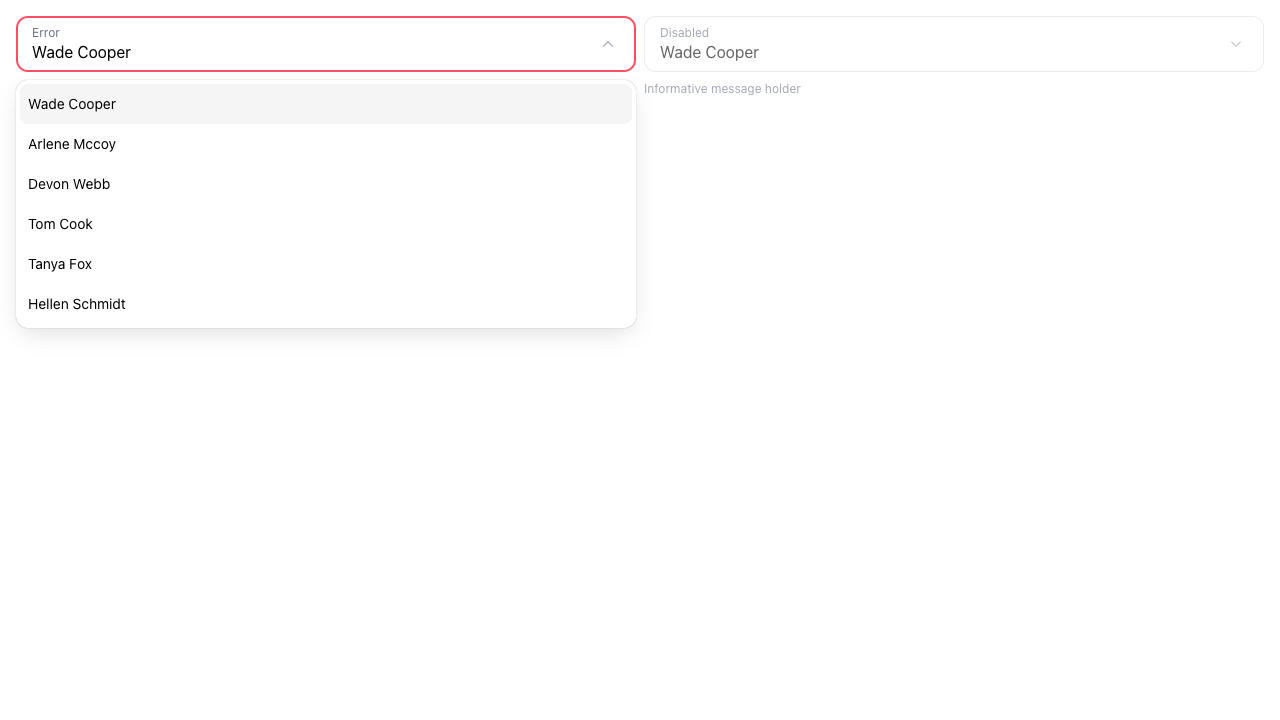 Error
Wade Cooper
Disabled
Wade Cooper
Informative message holder
Wade Cooper
Arlene Mccoy
Devon Webb
Tom Cook
Tanya Fox
Hellen Schmidt